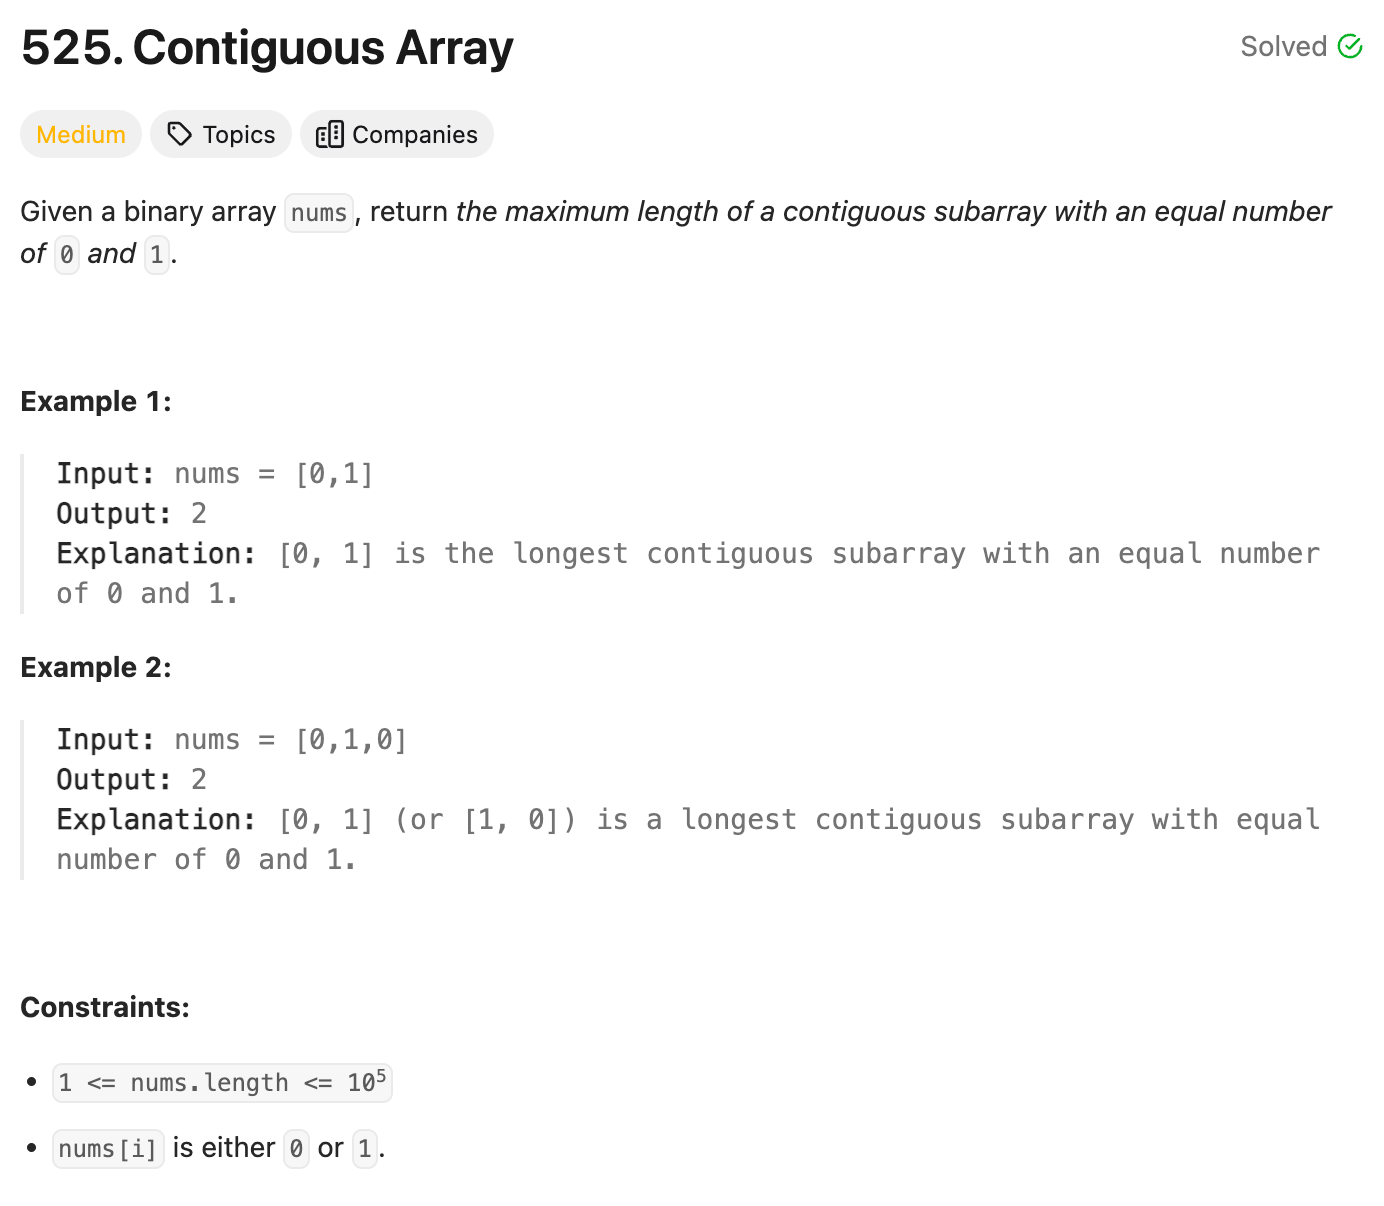 525. Contiguous Array
Solved
Medium Topics Companies
Given a binary array nums, return the maximum length of a contiguous subarray with an equal number
of 0 and 1.
Example 1:
Input: nums = [0,1]
Output: 2
Explanation: [0, 1] is the longest contiguous subarray with an equal number
of 0 and 1.
Example 2:
Input: nums = [0,1,0]
Output: 2
Explanation: [0, 1] (or [1, 0]) is a longest contiguous subarray with equal
number of 0 and 1.
Constraints:
• 1 <= nums.length <= 10⁵
• nums[i] is either 0 or 1.